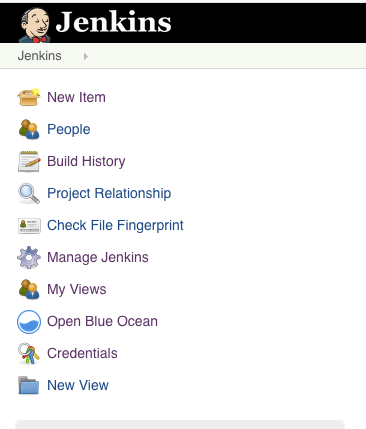 Jenkins
Jenkins
New Item
People
Build History
Project Relationship
Check File Fingerprint
Manage Jenkins
My Views
Open Blue Ocean
Credentials
New View